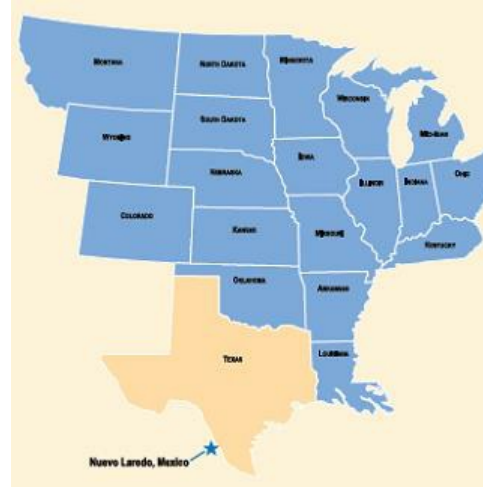 MONTANA
NORTH DAKOTA
MINNESOTA
WISCONSIN
MICHIGAN
SOUTH DAKOTA
WYOMING
IOWA
NEBRASKA
ILLINOIS
INDIANA
OHIO
COLORADO
KANSAS
MISSOURI
KENTUCKY
OKLAHOMA
ARKANSAS
TEXAS
LOUISIANA
Nuevo Laredo, Mexico